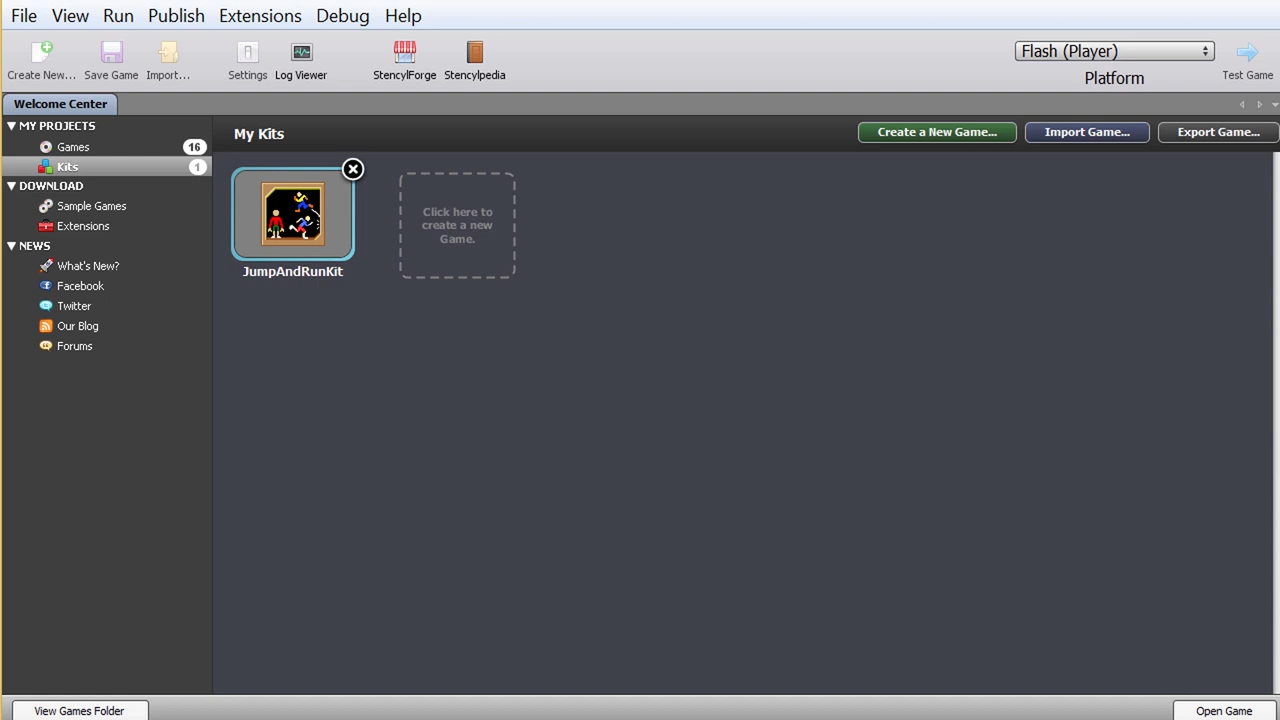 File View Run Publish Extensions Debug Help
Create New... Save Game Import... Settings Log Viewer StencylForge Stencylpedia Flash (Player) Platform Test Game
Welcome Center
MY PROJECTS
Games 16
Kits 1
DOWNLOAD
Sample Games
Extensions
NEWS
What's New?
Facebook
Twitter
Our Blog
Forums
My Kits
Create a New Game... Import Game... Export Game...
JumpAndRunKit
Click here to
create a new
Game.
View Games Folder
Open Game